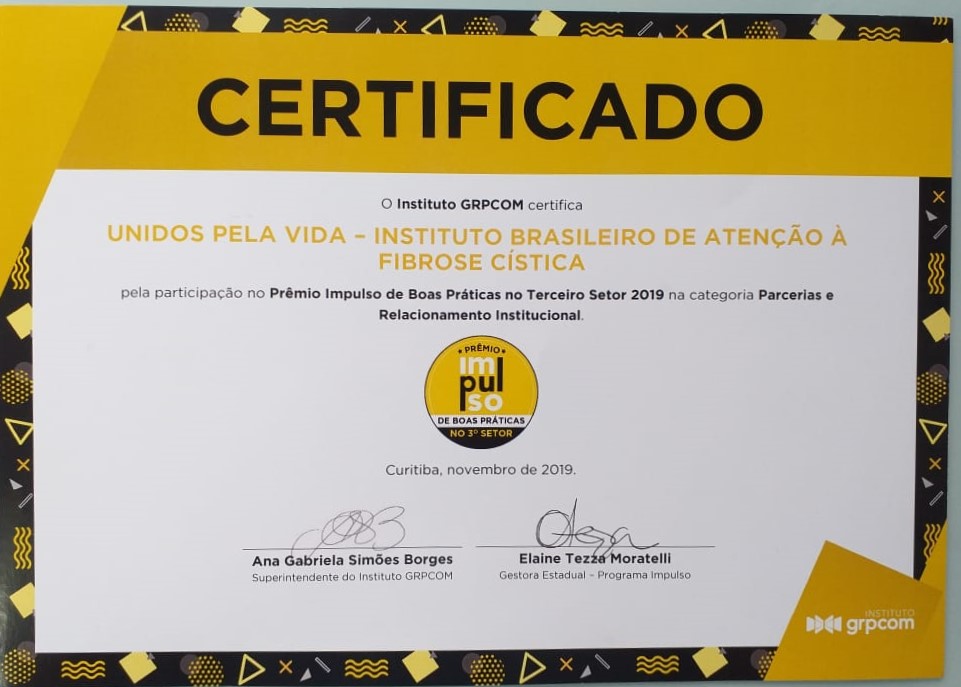 CERTIFICADO
O Instituto GRPCOM certifica
UNIDOS PELA VIDA – INSTITUTO BRASILEIRO DE ATENÇÃO À
FIBROSE CÍSTICA
pela participação no Prêmio Impulso de Boas Práticas no Terceiro Setor 2019 na categoria Parcerias e
Relacionamento Institucional.
• PRÊMIO •
im
pul
so
DE BOAS PRÁTICAS
NO 3º SETOR
Curitiba, novembro de 2019.
Ana Gabriela Simões Borges
Superintendente do Instituto GRPCOM
Elaine Tezza Moratelli
Gestora Estadual – Programa Impulso
INSTITUTO
grpcom